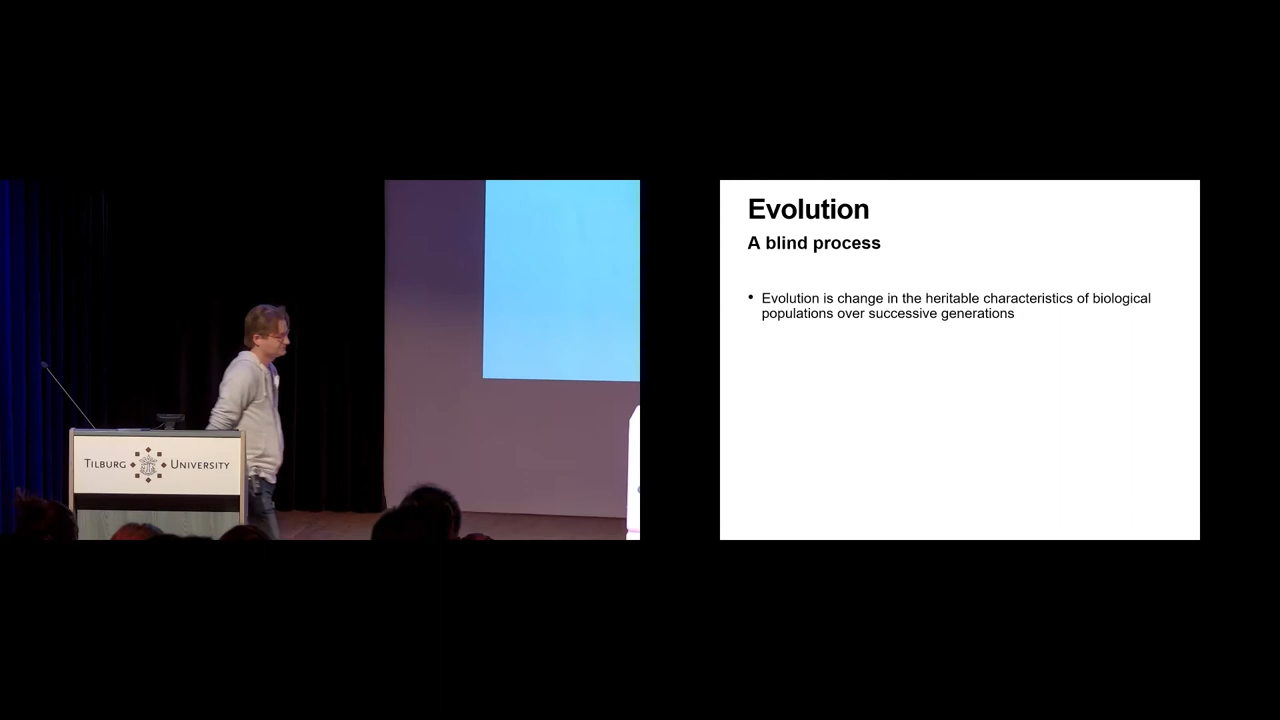 TILBURG UNIVERSITY
Evolution
A blind process
• Evolution is change in the heritable characteristics of biological
populations over successive generations